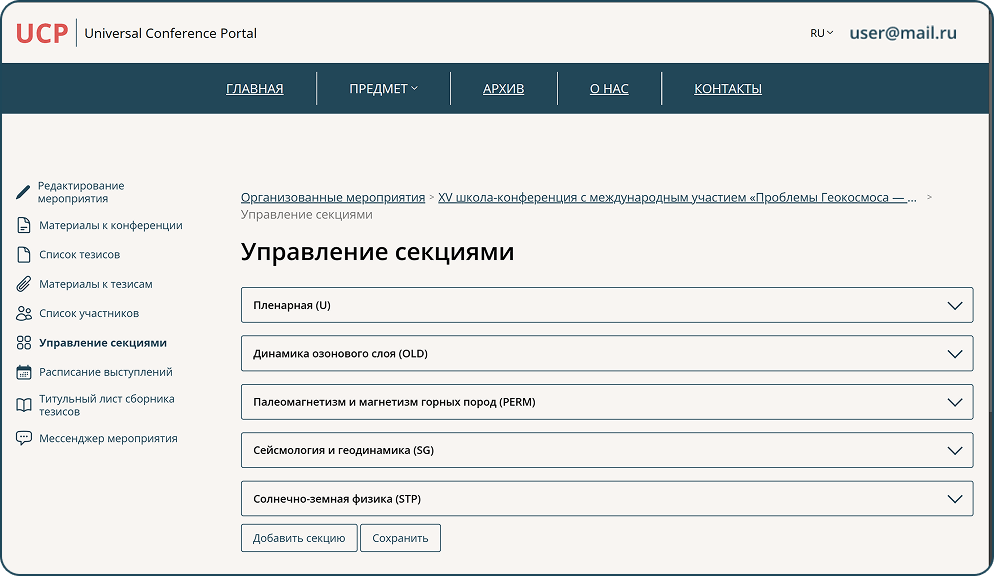 UCP Universal Conference Portal
RU
user@mail.ru
ГЛАВНАЯ
ПРЕДМЕТ
АРХИВ
О НАС
КОНТАКТЫ
Редактирование
мероприятия
Материалы к конференции
Список тезисов
Материалы к тезисам
Список участников
Управление секциями
Расписание выступлений
Титульный лист сборника
тезисов
Мессенджер мероприятия
Организованные мероприятия > XV школа-конференция с международным участием «Проблемы Геокосмоса — ... >
Управление секциями
Управление секциями
Пленарная (U)
Динамика озонового слоя (OLD)
Палеомагнетизм и магнетизм горных пород (PERM)
Сейсмология и геодинамика (SG)
Солнечно-земная физика (STP)
Добавить секцию
Сохранить